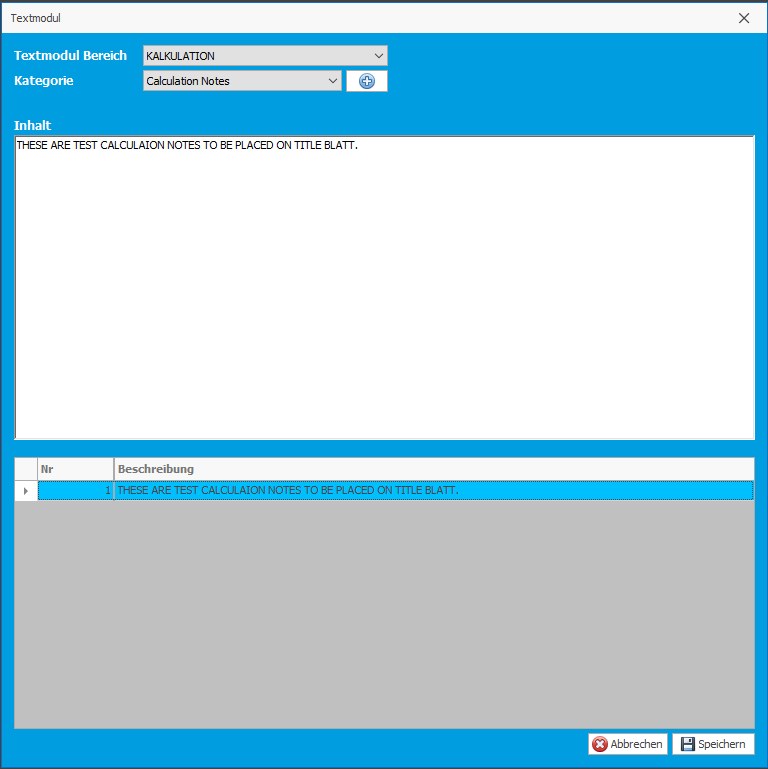 Textmodul
Textmodul Bereich KALKULATION
Kategorie Calculation Notes
Inhalt
THESE ARE TEST CALCULAION NOTES TO BE PLACED ON TITLE BLATT.
Nr Beschreibung
1 THESE ARE TEST CALCULAION NOTES TO BE PLACED ON TITLE BLATT.
Abbrechen Speichern